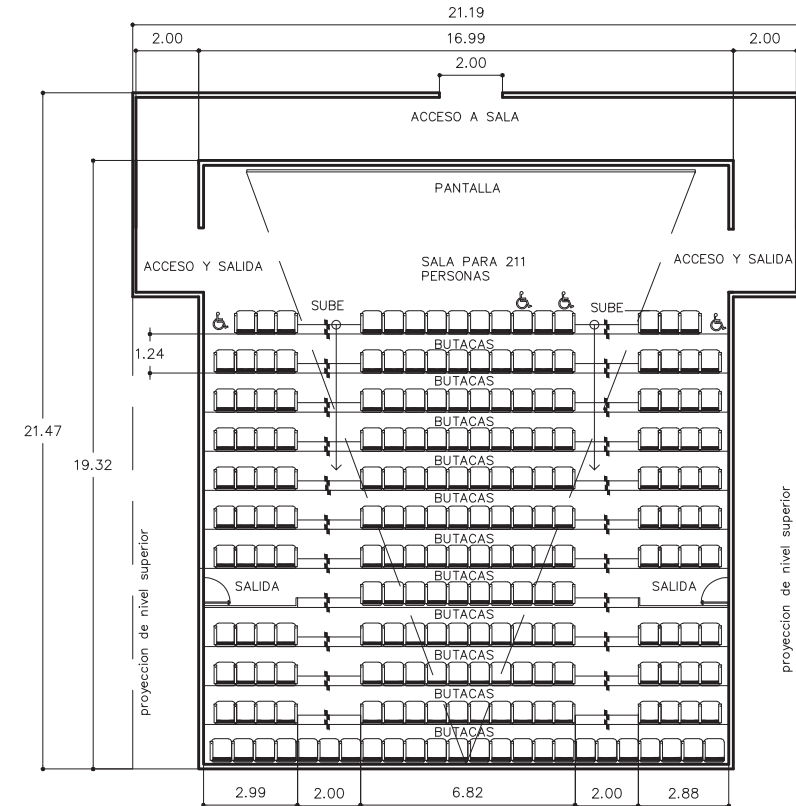 21.19
2.00 16.99 2.00
2.00
ACCESO A SALA
PANTALLA
ACCESO Y SALIDA
SALA PARA 211
PERSONAS
ACCESO Y SALIDA
SUBE
SUBE
BUTACAS
1.24
BUTACAS
BUTACAS
21.47
BUTACAS
19.32
BUTACAS
BUTACAS
BUTACAS
SALIDA
BUTACAS
SALIDA
BUTACAS
BUTACAS
BUTACAS
BUTACAS
proyeccion de nivel superior
proyeccion de nivel superior
2.99 2.00 6.82 2.00 2.88